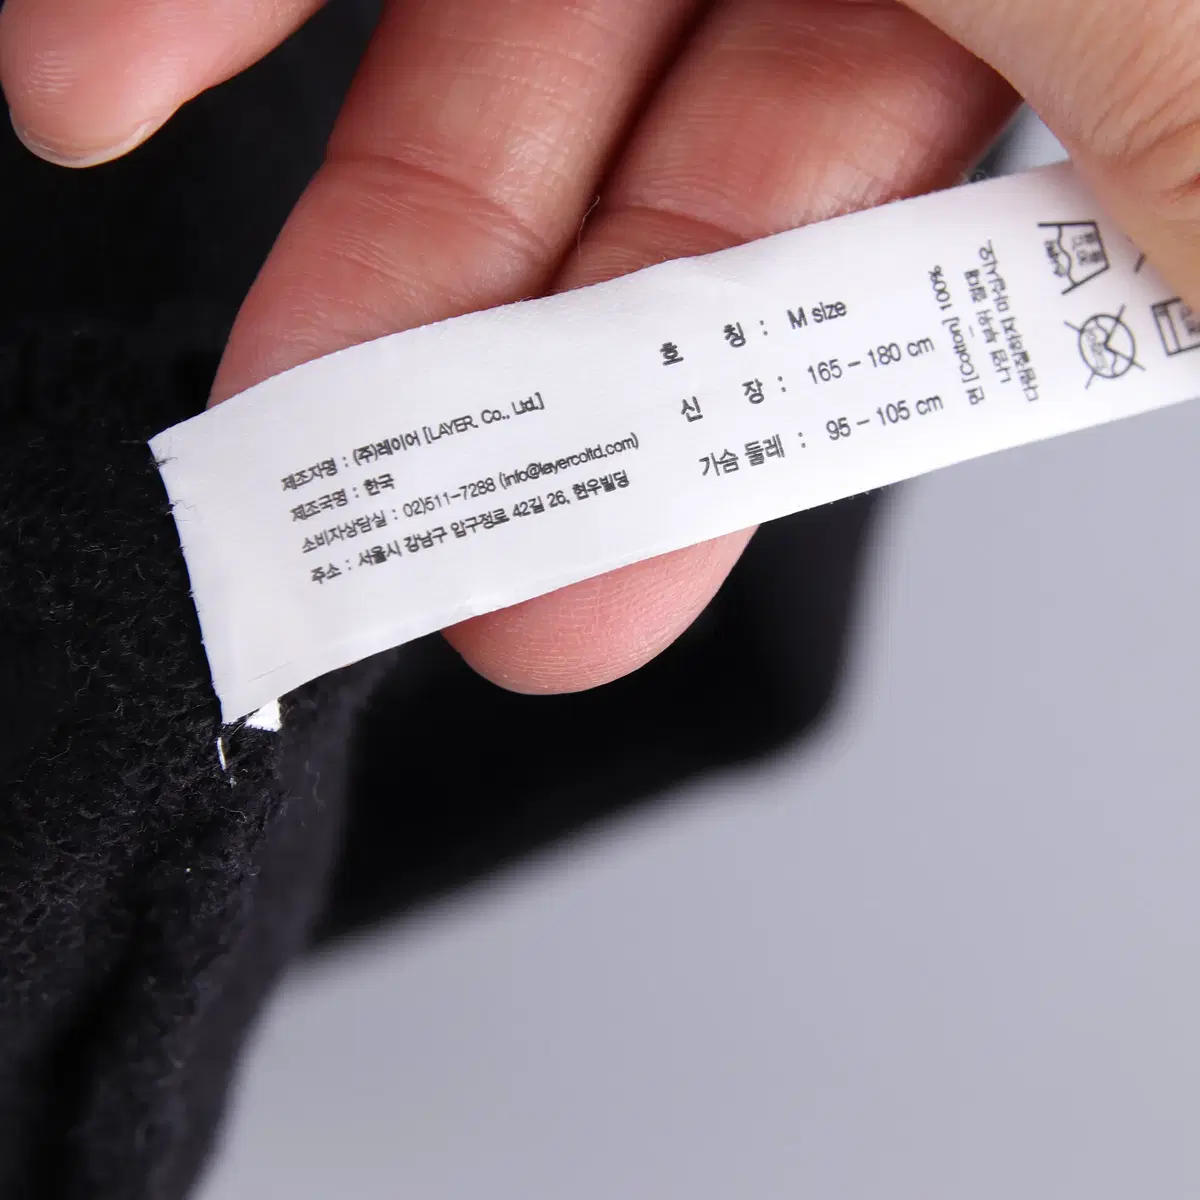 제조자명 : (주)레이어 [LAYER. Co., Ltd.]
제조국명 : 한국
소비자상담실 : 02)511-7288 (info@layercoltd.com)
주소 : 서울시 강남구 압구정로 42길 26, 현우빌딩
호 칭 : M size
신 장 : 165 - 180 cm
가슴 둘레 : 95 - 105 cm
면 [cotton] 100%